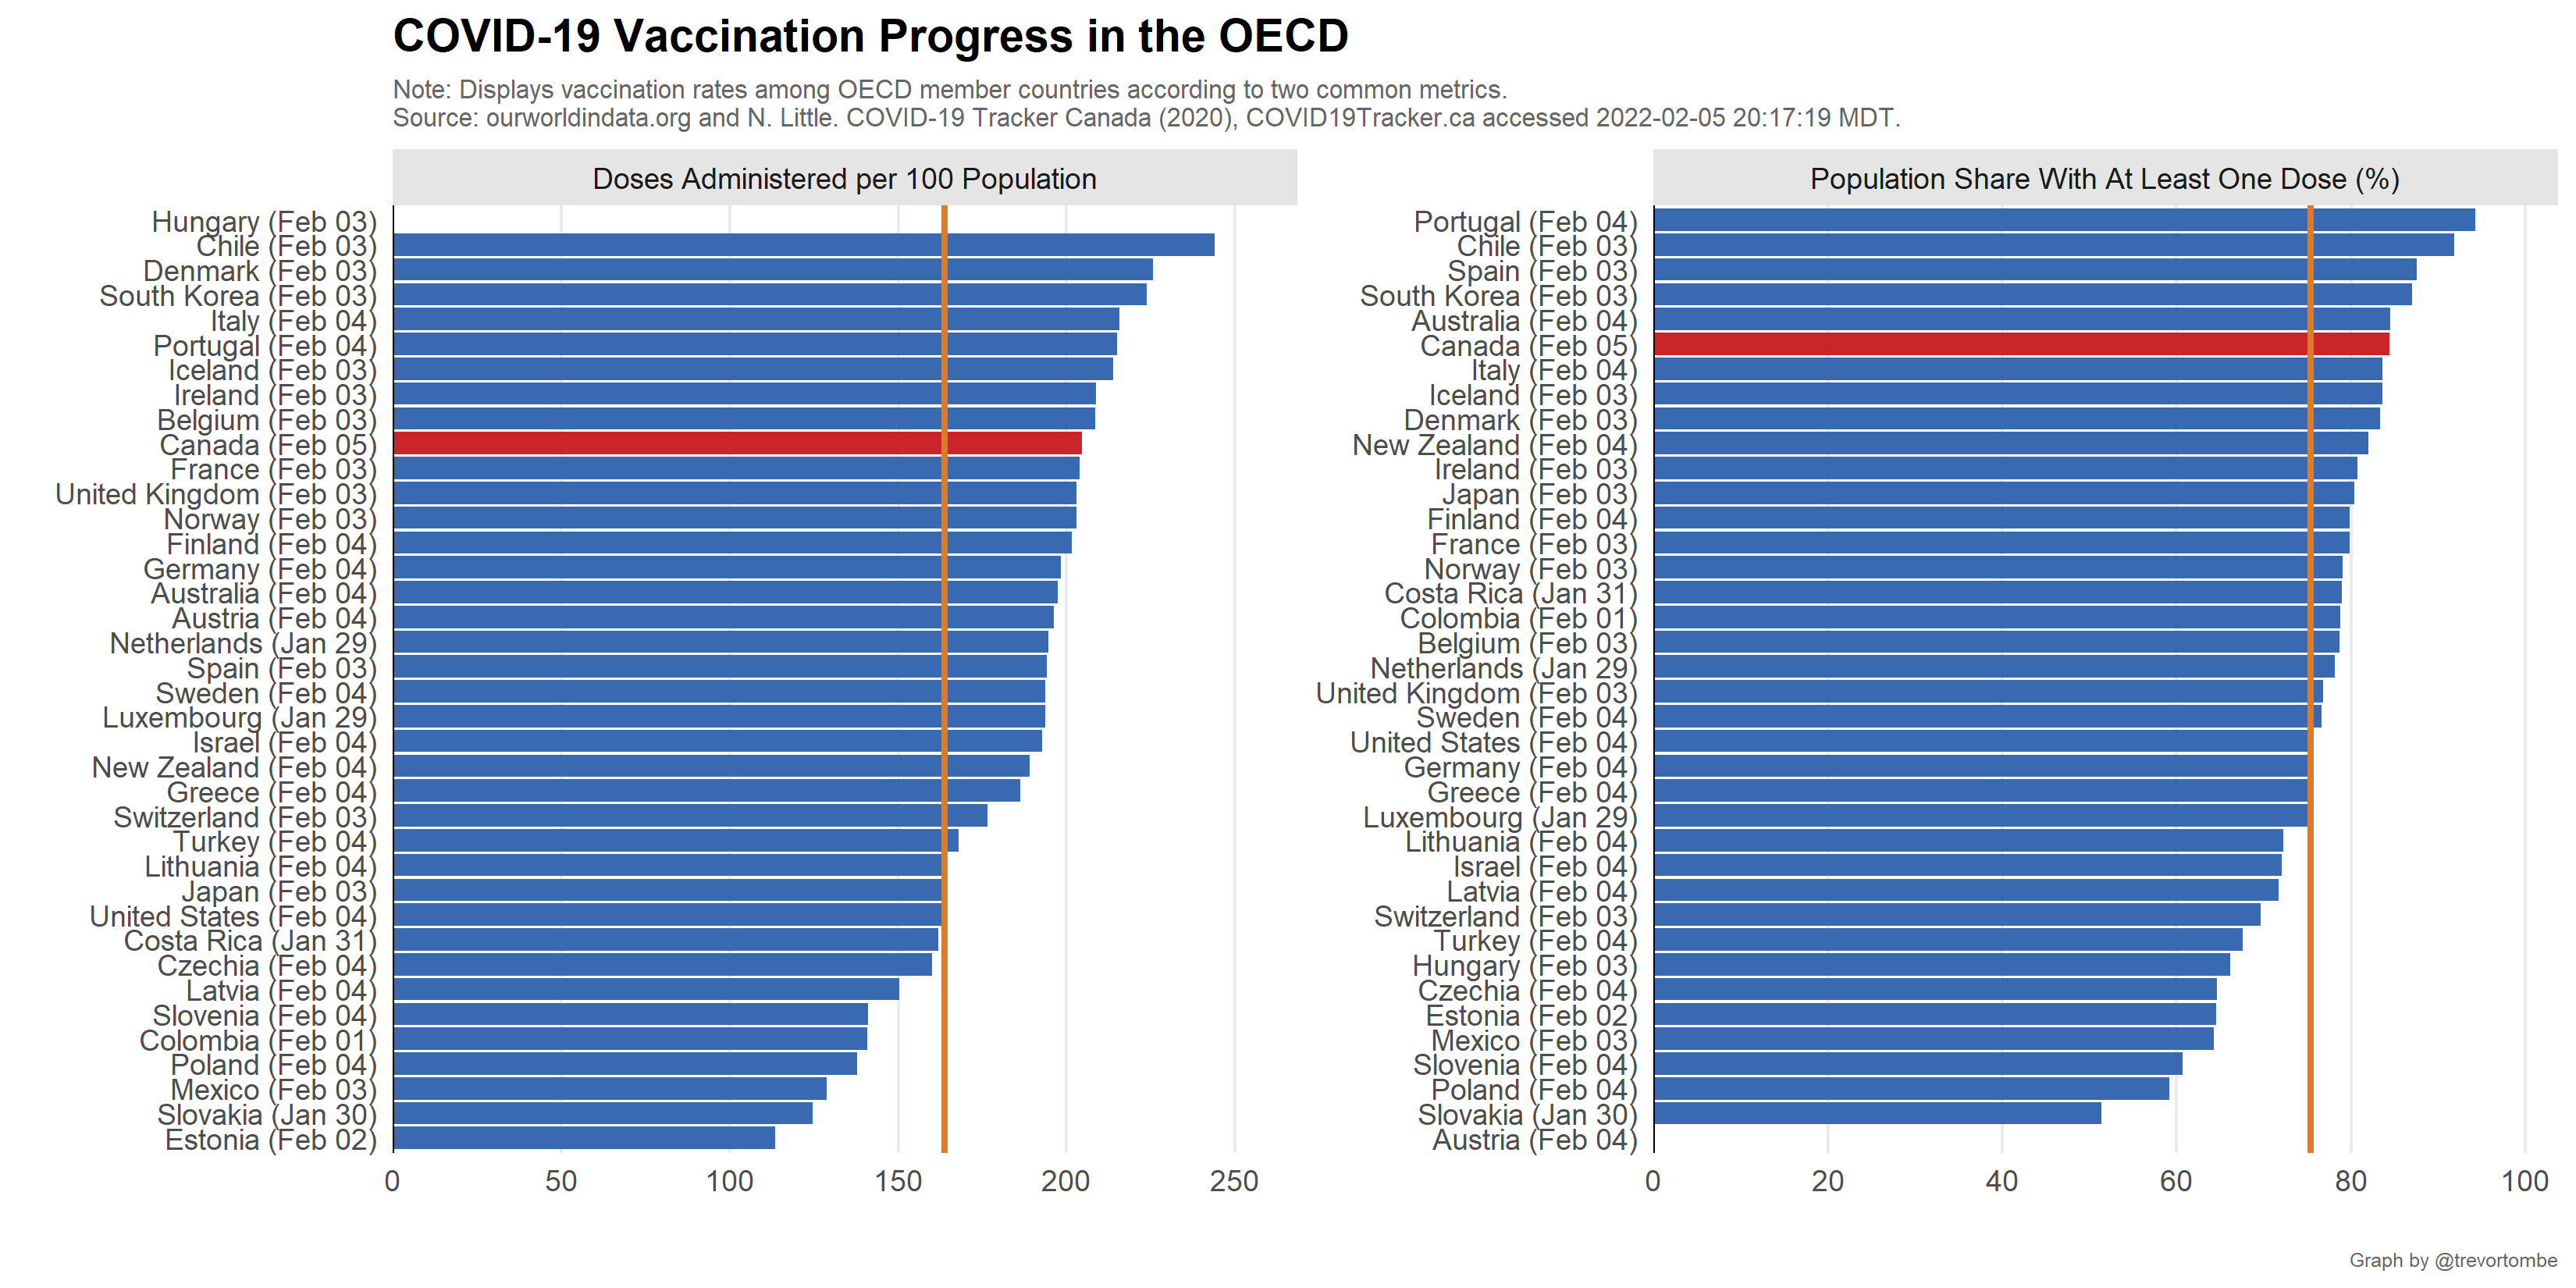 COVID-19 Vaccination Progress in the OECD
Note: Displays vaccination rates among OECD member countries according to two common metrics.
Source: ourworldindata.org and N. Little. COVID-19 Tracker Canada (2020), COVID19Tracker.ca accessed 2022-02-05 20:17:19 MDT.
Doses Administered per 100 Population
Hungary (Feb 03)
Chile (Feb 03)
Denmark (Feb 03)
South Korea (Feb 03)
Italy (Feb 04)
Portugal (Feb 04)
Iceland (Feb 03)
Ireland (Feb 03)
Belgium (Feb 03)
Canada (Feb 05)
France (Feb 03)
United Kingdom (Feb 03)
Norway (Feb 03)
Finland (Feb 04)
Germany (Feb 04)
Australia (Feb 04)
Austria (Feb 04)
Netherlands (Jan 29)
Spain (Feb 03)
Sweden (Feb 04)
Luxembourg (Jan 29)
Israel (Feb 04)
New Zealand (Feb 04)
Greece (Feb 04)
Switzerland (Feb 03)
Turkey (Feb 04)
Lithuania (Feb 04)
Japan (Feb 03)
United States (Feb 04)
Costa Rica (Jan 31)
Czechia (Feb 04)
Latvia (Feb 04)
Slovenia (Feb 04)
Colombia (Feb 01)
Poland (Feb 04)
Mexico (Feb 03)
Slovakia (Jan 30)
Estonia (Feb 02)
0 50 100 150 200 250
Population Share With At Least One Dose (%)
Portugal (Feb 04)
Chile (Feb 03)
Spain (Feb 03)
South Korea (Feb 03)
Australia (Feb 04)
Canada (Feb 05)
Italy (Feb 04)
Iceland (Feb 03)
Denmark (Feb 03)
New Zealand (Feb 04)
Ireland (Feb 03)
Japan (Feb 03)
Finland (Feb 04)
France (Feb 03)
Norway (Feb 03)
Costa Rica (Jan 31)
Colombia (Feb 01)
Belgium (Feb 03)
Netherlands (Jan 29)
United Kingdom (Feb 03)
Sweden (Feb 04)
United States (Feb 04)
Germany (Feb 04)
Greece (Feb 04)
Luxembourg (Jan 29)
Lithuania (Feb 04)
Israel (Feb 04)
Latvia (Feb 04)
Switzerland (Feb 03)
Turkey (Feb 04)
Hungary (Feb 03)
Czechia (Feb 04)
Estonia (Feb 02)
Mexico (Feb 03)
Slovenia (Feb 04)
Poland (Feb 04)
Slovakia (Jan 30)
Austria (Feb 04)
0 20 40 60 80 100
Graph by @trevortombe